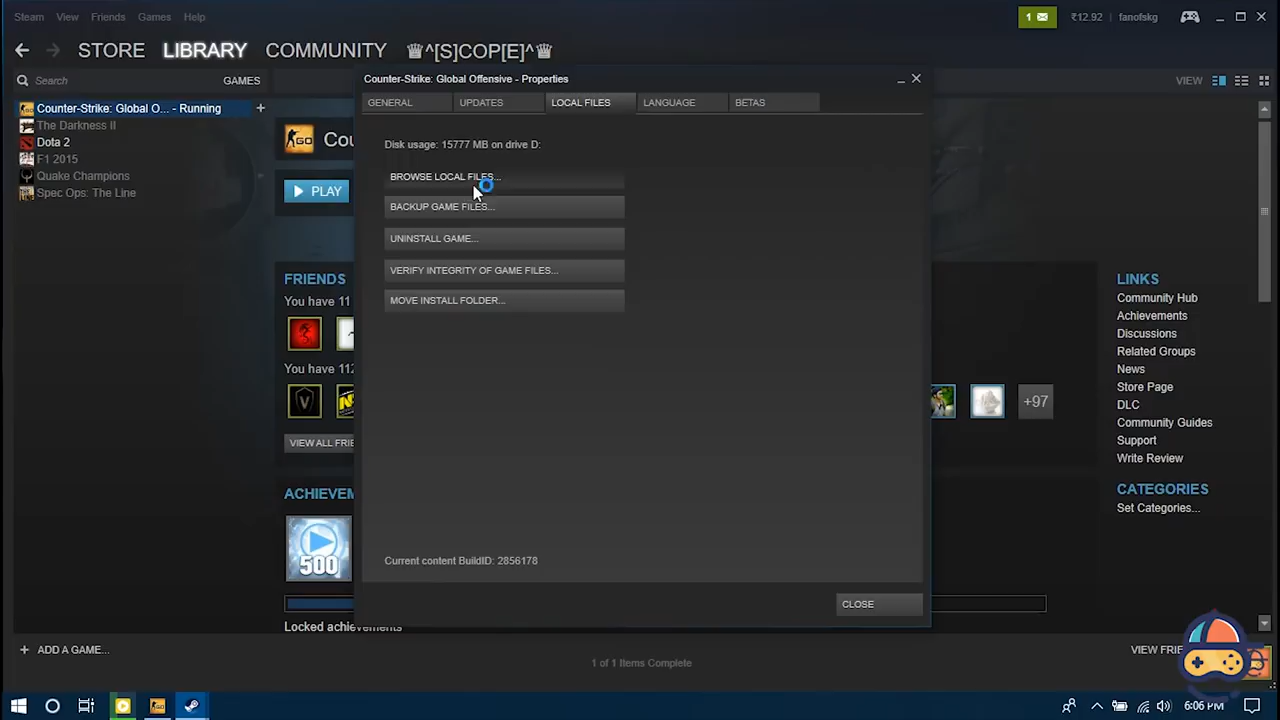 Steam View Friends Games Help
1 ₹12.92 fanofskg
STORE LIBRARY COMMUNITY ♕^[S]COP[E]^♕
Search GAMES
VIEW
Counter-Strike: Global O... - Running
The Darkness II
Dota 2
F1 2015
Quake Champions
Spec Ops: The Line
Cou
PLAY
FRIENDS
You have 11
You have 112
+97
VIEW ALL FRIE
ACHIEVEM
500
Locked achievements
Counter-Strike: Global Offensive - Properties
GENERAL UPDATES LOCAL FILES LANGUAGE BETAS
Disk usage: 15777 MB on drive D:
BROWSE LOCAL FILES...
BACKUP GAME FILES...
UNINSTALL GAME...
VERIFY INTEGRITY OF GAME FILES...
MOVE INSTALL FOLDER...
Current content BuildID: 2856178
CLOSE
LINKS
Community Hub
Achievements
Discussions
Related Groups
News
Store Page
DLC
Community Guides
Support
Write Review
CATEGORIES
Set Categories...
ADD A GAME...
1 of 1 Items Complete
VIEW FRIE
6:06 PM